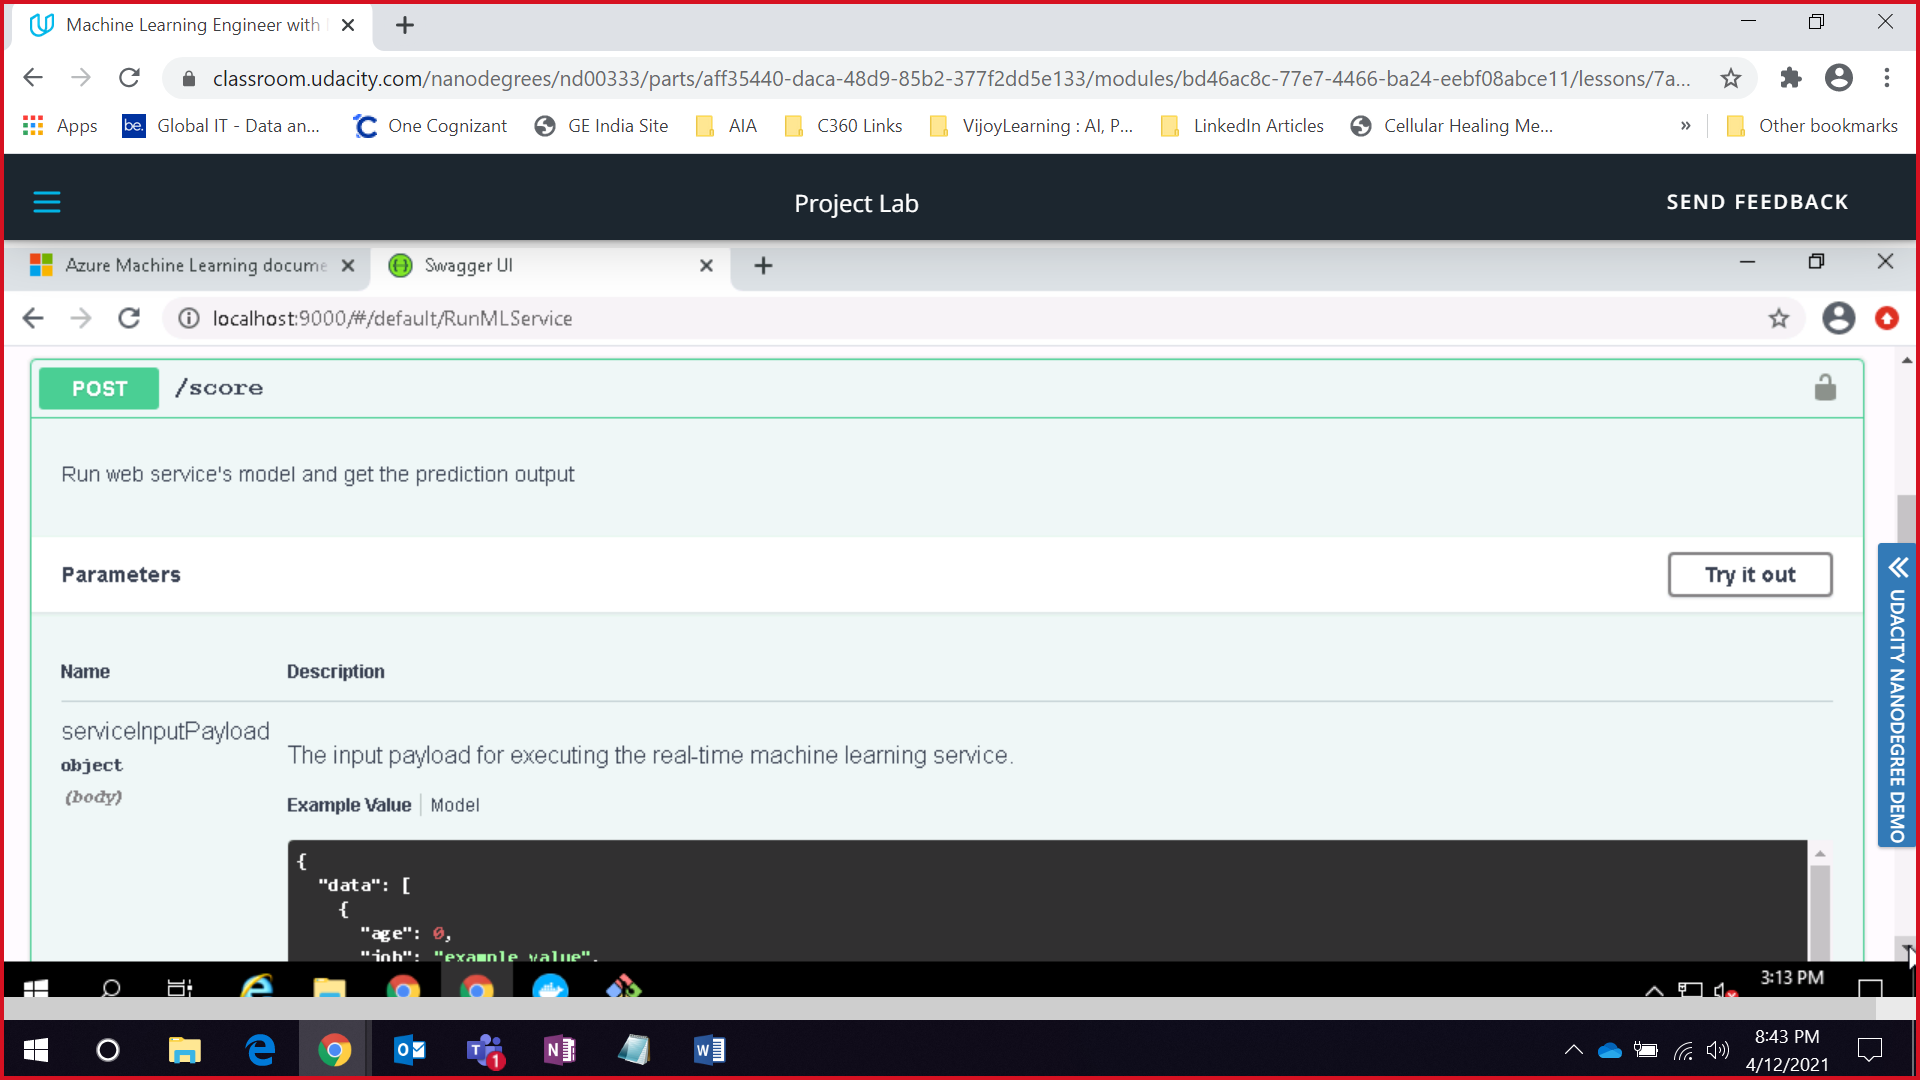 Machine Learning Engineer with
classroom.udacity.com/nanodegrees/nd00333/parts/aff35440-daca-48d9-85b2-377f2dd5e133/modules/bd46ac8c-77e7-4466-ba24-eebf08abce11/lessons/7a...
Apps be. Global IT - Data an... One Cognizant GE India Site AIA C360 Links VijoyLearning : AI, P... LinkedIn Articles Cellular Healing Me... » Other bookmarks
Project Lab SEND FEEDBACK
Azure Machine Learning docume Swagger UI
localhost:9000/#/default/RunMLService
POST /score
Run web service's model and get the prediction output
Parameters Try it out
Name Description
serviceInputPayload
object
(body)
The input payload for executing the real-time machine learning service.
Example Value Model
{
"data": [
{
"age": 0,
"job": "example_value",
UDACITY NANODEGREE DEMO
3:13 PM
8:43 PM
4/12/2021